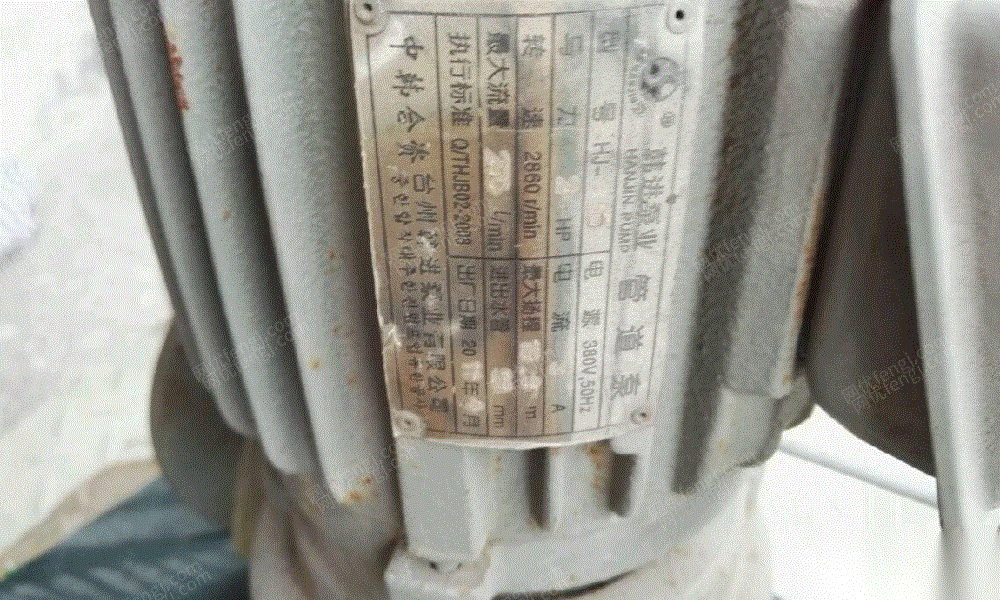 韩进泵业 管道泵
HANJIN PUMP
型号 HJ- 电源 380V,50Hz
HP 电流 A
转速 2860 r/min 最大扬程 m
最大流量 L/min 进出水管 mm
执行标准 Q/THJB02-2003 出厂日期 20 年 月
中韩合资台州韩进泵业有限公司